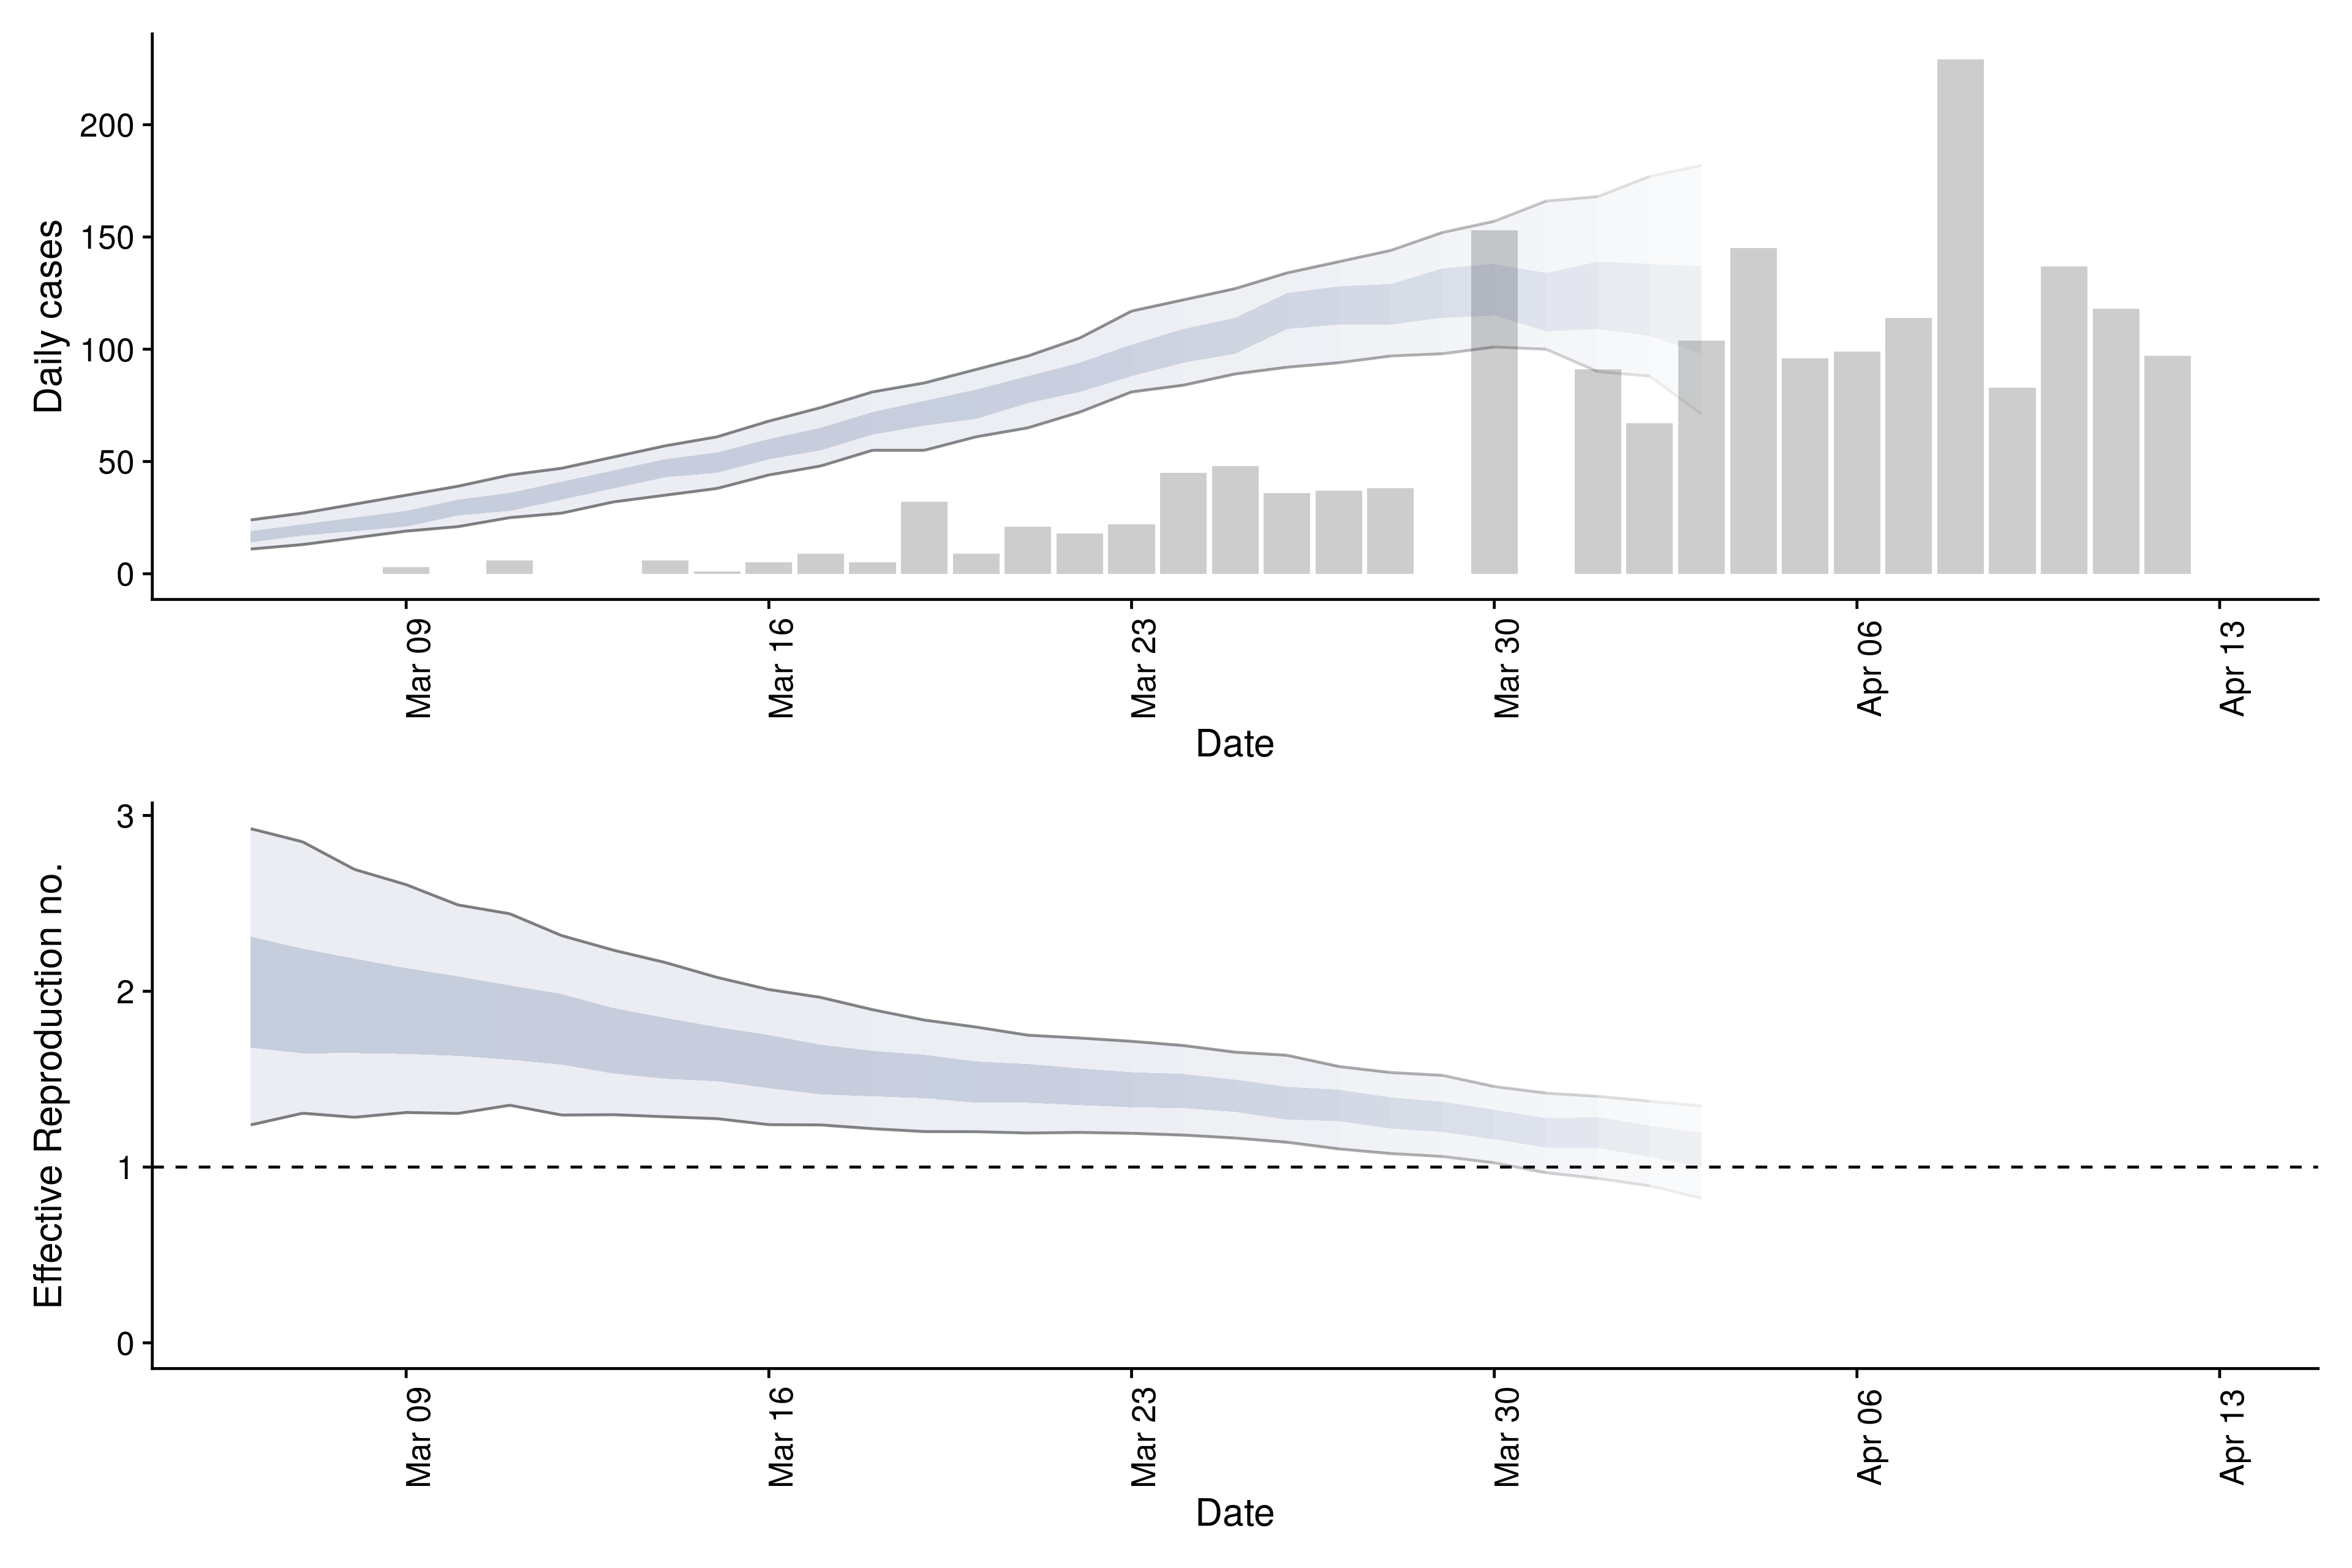 Daily cases
200
150
100
50
0
Mar 09
Mar 16
Mar 23
Mar 30
Apr 06
Apr 13
Date
Effective Reproduction no.
3
2
1
0
Mar 09
Mar 16
Mar 23
Mar 30
Apr 06
Apr 13
Date